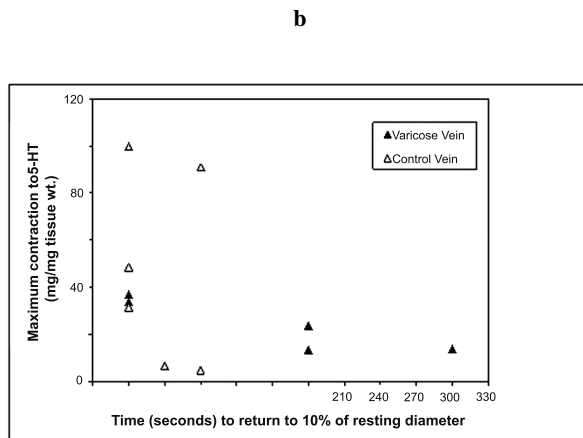 b
120
80
40
0
Maximum contraction to5-HT
(mg/mg tissue wt.)
Varicose Vein
Control Vein
210 240 270 300 330
Time (seconds) to return to 10% of resting diameter